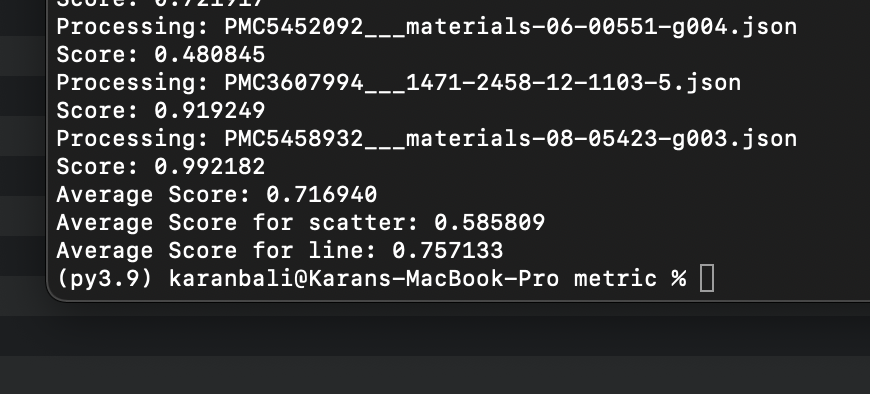 Score: 0.721917
Processing: PMC5452092___materials-06-00551-g004.json
Score: 0.480845
Processing: PMC3607994___1471-2458-12-1103-5.json
Score: 0.919249
Processing: PMC5458932___materials-08-05423-g003.json
Score: 0.992182
Average Score: 0.716940
Average Score for scatter: 0.585809
Average Score for line: 0.757133
(py3.9) karanbali@Karans-MacBook-Pro metric %